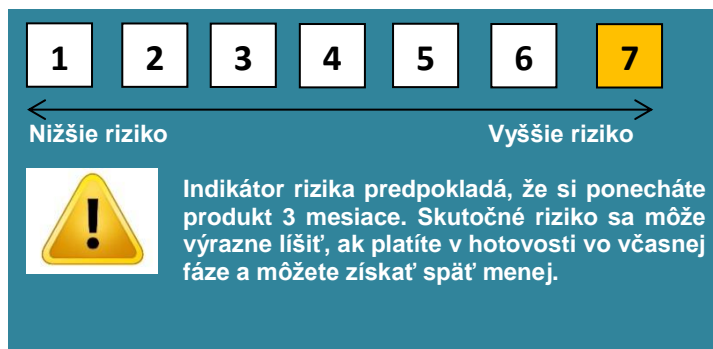 1 2 3 4 5 6 7
Nižšie riziko Vyššie riziko
Indikátor rizika predpokladá, že si ponecháte
produkt 3 mesiace. Skutočné riziko sa môže
výrazne líšiť, ak platíte v hotovosti vo včasnej
fáze a môžete získať späť menej.